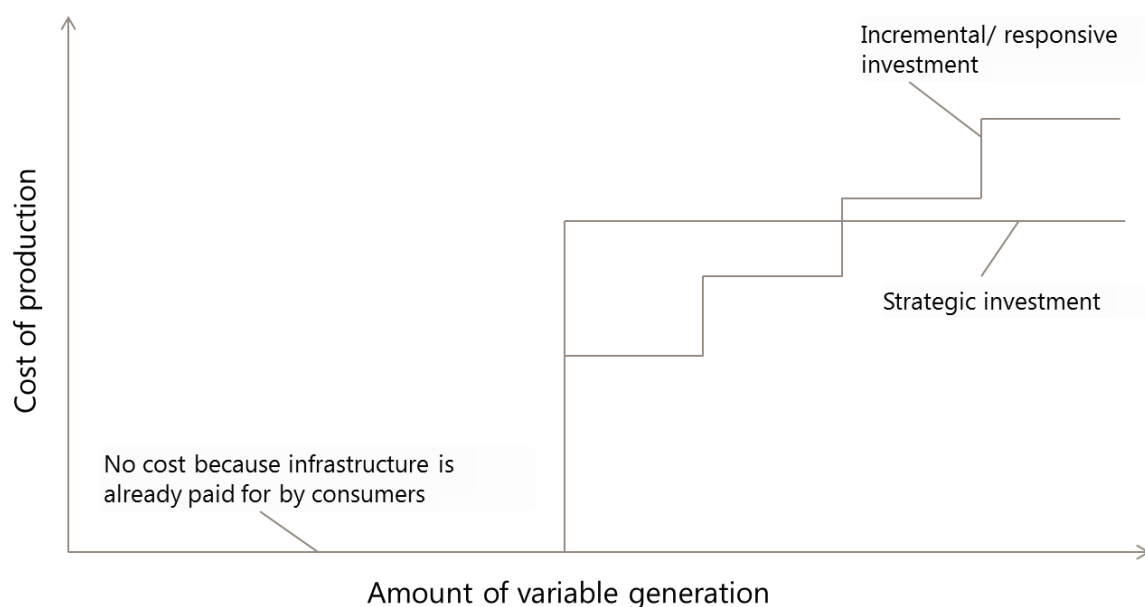 Incremental/ responsive
investment
Cost of production
Strategic investment
No cost because infrastructure is
already paid for by consumers
Amount of variable generation